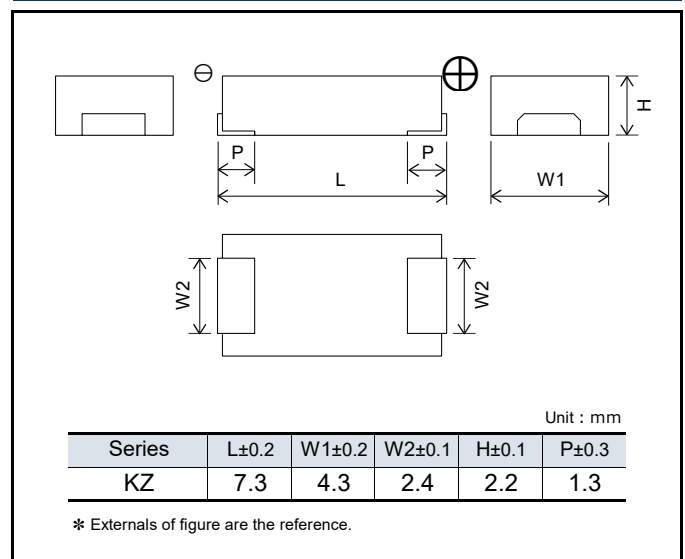 ⊖ ⊕
H
P P
L W1
W2 W2
Unit : mm
Series L±0.2 W1±0.2 W2±0.1 H±0.1 P±0.3
KZ 7.3 4.3 2.4 2.2 1.3
✻ Externals of figure are the reference.